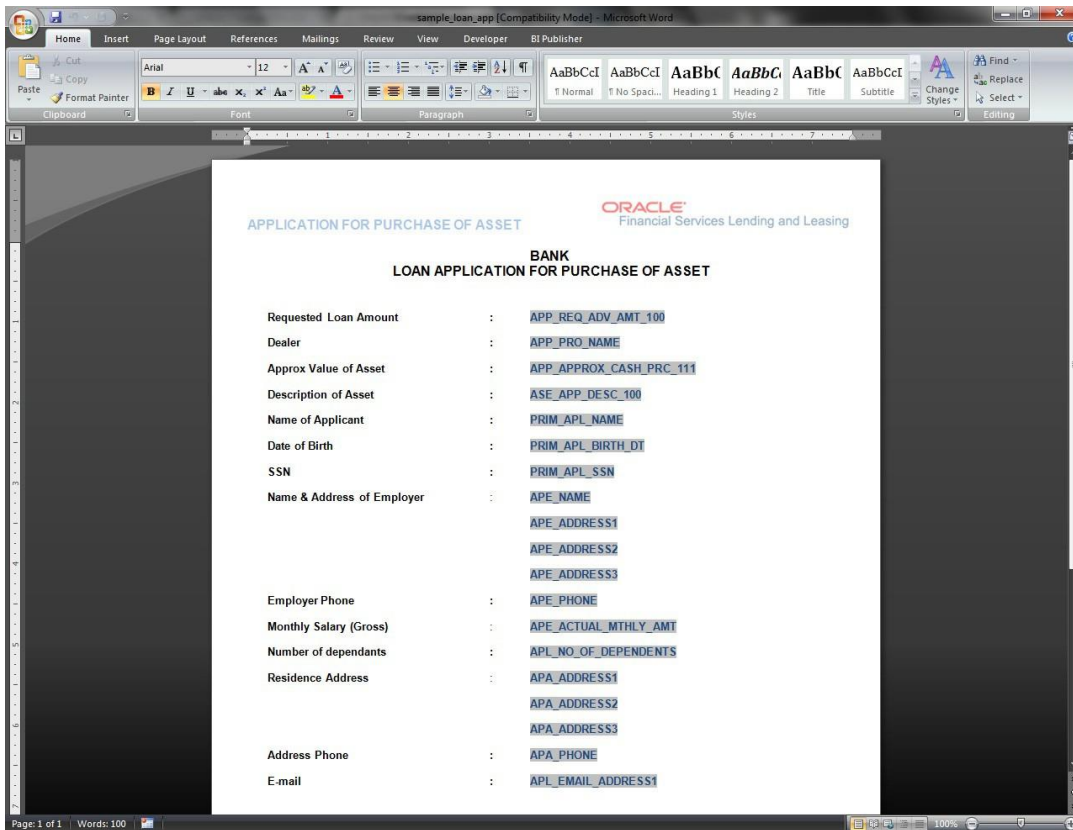 sample_loan_app [Compatibility Mode] - Microsoft Word
Home Insert Page Layout References Mailings Review View Developer BI Publisher
Paste
Cut
Copy
Format Painter
Clipboard
Arial 12
Font
Paragraph
AaBbCcI AaBbCcI AaBb( AaBbC AaBb( AaBbCcI
¶ Normal ¶ No Spaci... Heading 1 Heading 2 Title Subtitle
Change Styles
Styles
Find
Replace
Select
Editing
APPLICATION FOR PURCHASE OF ASSET
ORACLE
Financial Services Lending and Leasing
BANK
LOAN APPLICATION FOR PURCHASE OF ASSET
Requested Loan Amount : APP_REQ_ADV_AMT_100
Dealer : APP_PRO_NAME
Approx Value of Asset : APP_APPROX_CASH_PRC_111
Description of Asset : ASE_APP_DESC_100
Name of Applicant : PRIM_APL_NAME
Date of Birth : PRIM_APL_BIRTH_DT
SSN : PRIM_APL_SSN
Name & Address of Employer : APE_NAME
APE_ADDRESS1
APE_ADDRESS2
APE_ADDRESS3
Employer Phone : APE_PHONE
Monthly Salary (Gross) : APE_ACTUAL_MTHLY_AMT
Number of dependants : APL_NO_OF_DEPENDENTS
Residence Address : APA_ADDRESS1
APA_ADDRESS2
APA_ADDRESS3
Address Phone : APA_PHONE
E-mail : APL_EMAIL_ADDRESS1
Page: 1 of 1 Words: 100 100%